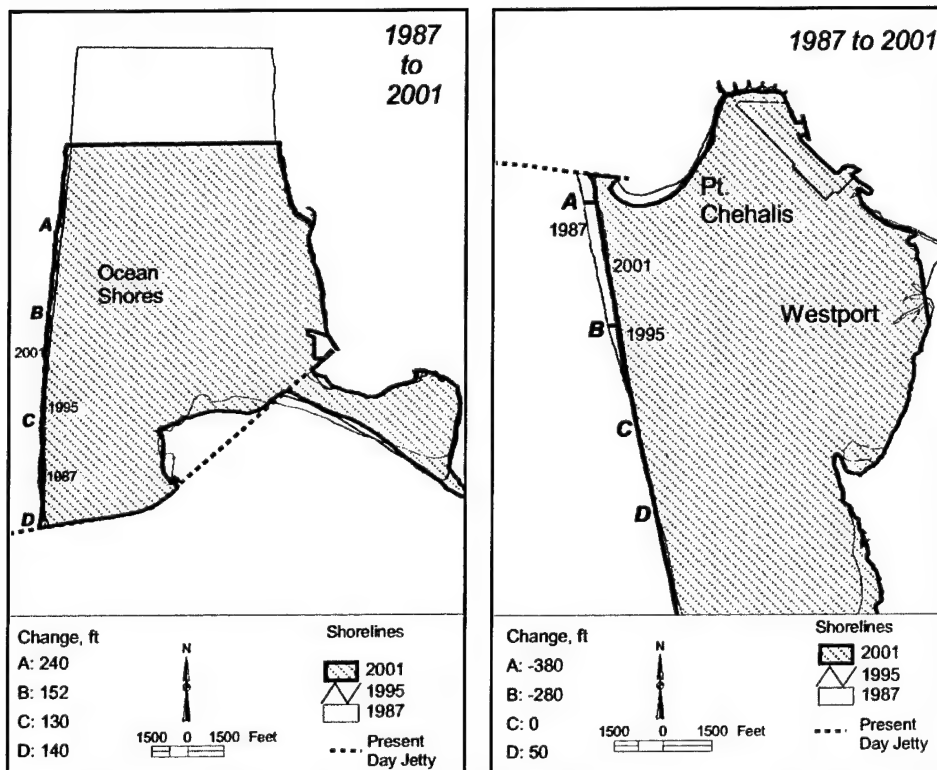 1987
to
2001
A
Ocean
Shores
B
2001
1995
C
1987
D
Change, ft
A: 240
B: 152
C: 130
D: 140
N
1500 0 1500 Feet
Shorelines
2001
1995
1987
Present
Day Jetty
1987 to 2001
Pt.
Chehalis
A
1987
2001
Westport
B
1995
C
D
Change, ft
A: -380
B: -280
C: 0
D: 50
N
1500 0 1500 Feet
Shorelines
2001
1995
1987
Present
Day Jetty